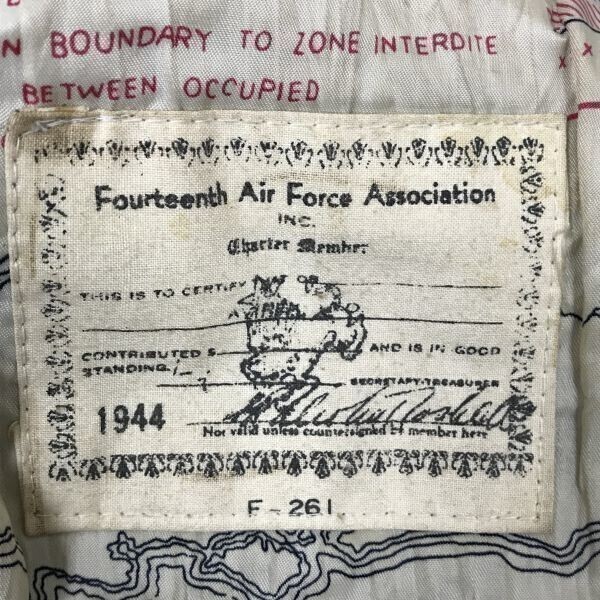 N BOUNDARY TO ZONE INTERDITE
BETWEEN OCCUPIED
Fourteenth Air Force Association
INC.
Charter Member
THIS IS TO CERTIFY
CONTRIBUTED $ AND IS IN GOOD
STANDING
SECRETARY-TREASURER
1944
Not valid unless countersigned by member here
F-261